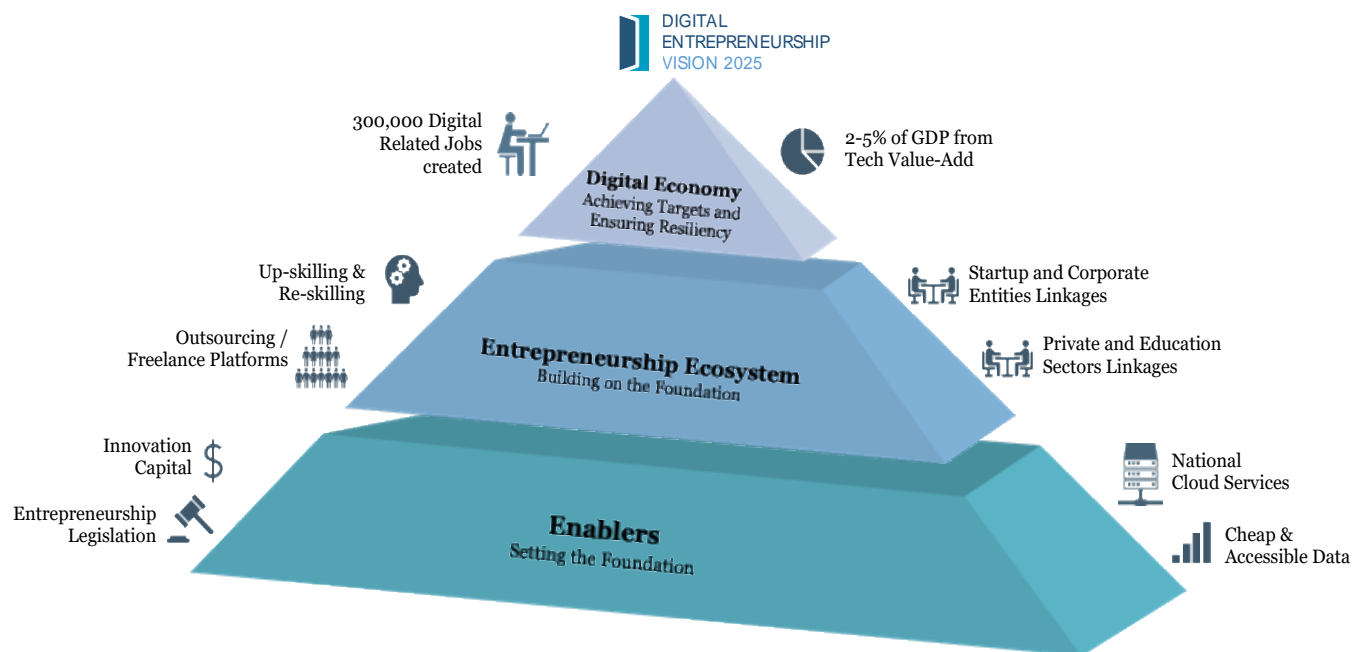 DIGITAL
ENTREPRENEURSHIP
VISION 2025
300,000 Digital
Related Jobs
created
2-5% of GDP from
Tech Value-Add
Digital Economy
Achieving Targets and
Ensuring Resiliency
Up-skilling &
Re-skilling
Startup and Corporate
Entities Linkages
Outsourcing /
Freelance Platforms
Private and Education
Sectors Linkages
Entrepreneurship Ecosystem
Building on the Foundation
Innovation
Capital
National
Cloud Services
Entrepreneurship
Legislation
Cheap &
Accessible Data
Enablers
Setting the Foundation